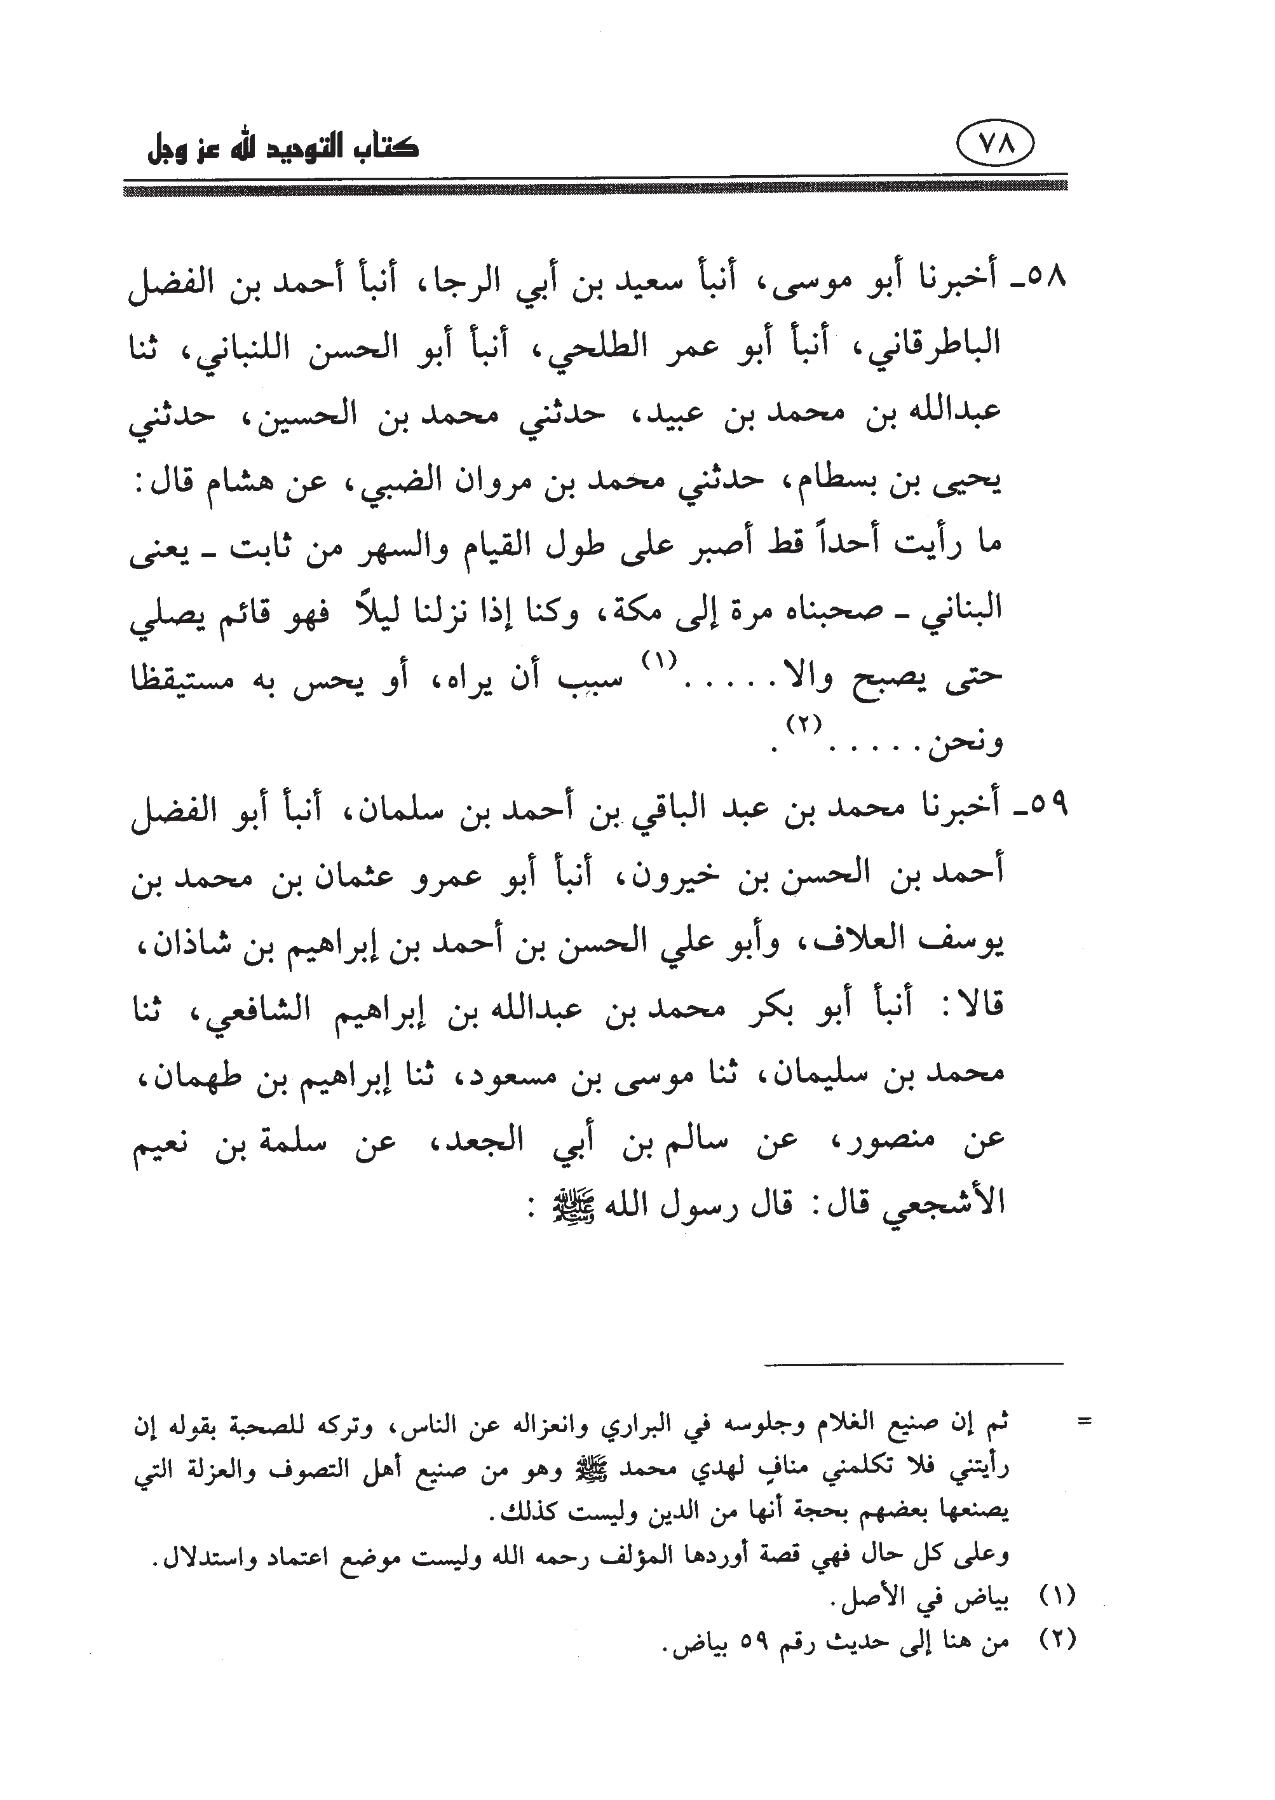 ٧٨
كتاب التوحيد لله عز وجل
٥٨ـ أخبرنا أبو موسى، أنبأ سعيد بن أبي الرجا، أنبأ أحمد بن الفضل
الباطرقاني، أنبأ أبو عمر الطلحي، أنبأ أبو الحسن اللنباني، ثنا
عبدالله بن محمد بن عبيد، حدثني محمد بن الحسين، حدثني
يحيى بن بسطام، حدثني محمد بن مروان الضبي، عن هشام قال:
ما رأيت أحداً قط أصبر على طول القيام والسهر من ثابت ـ يعنى
البناني ـ صحبناه مرة إلى مكة، وكنا إذا نزلنا ليلاً فهو قائم يصلي
حتى يصبح والا.....(١) سبب أن يراه، أو يحس به مستيقظا
ونحن.....(٢).
٥٩ـ أخبرنا محمد بن عبد الباقي بن أحمد بن سلمان، أنبأ أبو الفضل
أحمد بن الحسن بن خيرون، أنبأ أبو عمرو عثمان بن محمد بن
يوسف العلاف، وأبو علي الحسن بن أحمد بن إبراهيم بن شاذان،
قالا: أنبأ أبو بكر محمد بن عبدالله بن إبراهيم الشافعي، ثنا
محمد بن سليمان، ثنا موسى بن مسعود، ثنا إبراهيم بن طهمان،
عن منصور، عن سالم بن أبي الجعد، عن سلمة بن نعيم
الأشجعي قال: قال رسول الله ﷺ :
= ثم إن صنيع الغلام وجلوسه في البراري وانعزاله عن الناس، وتركه للصحبة بقوله إن
رأيتني فلا تكلمني منافٍ لهدي محمد ﷺ وهو من صنيع أهل التصوف والعزلة التي
يصنعها بعضهم بحجة أنها من الدين وليست كذلك.
وعلى كل حال فهي قصة أوردها المؤلف رحمه الله وليست موضع اعتماد واستدلال.
(١) بياض في الأصل.
(٢) من هنا إلى حديث رقم ٥٩ بياض.